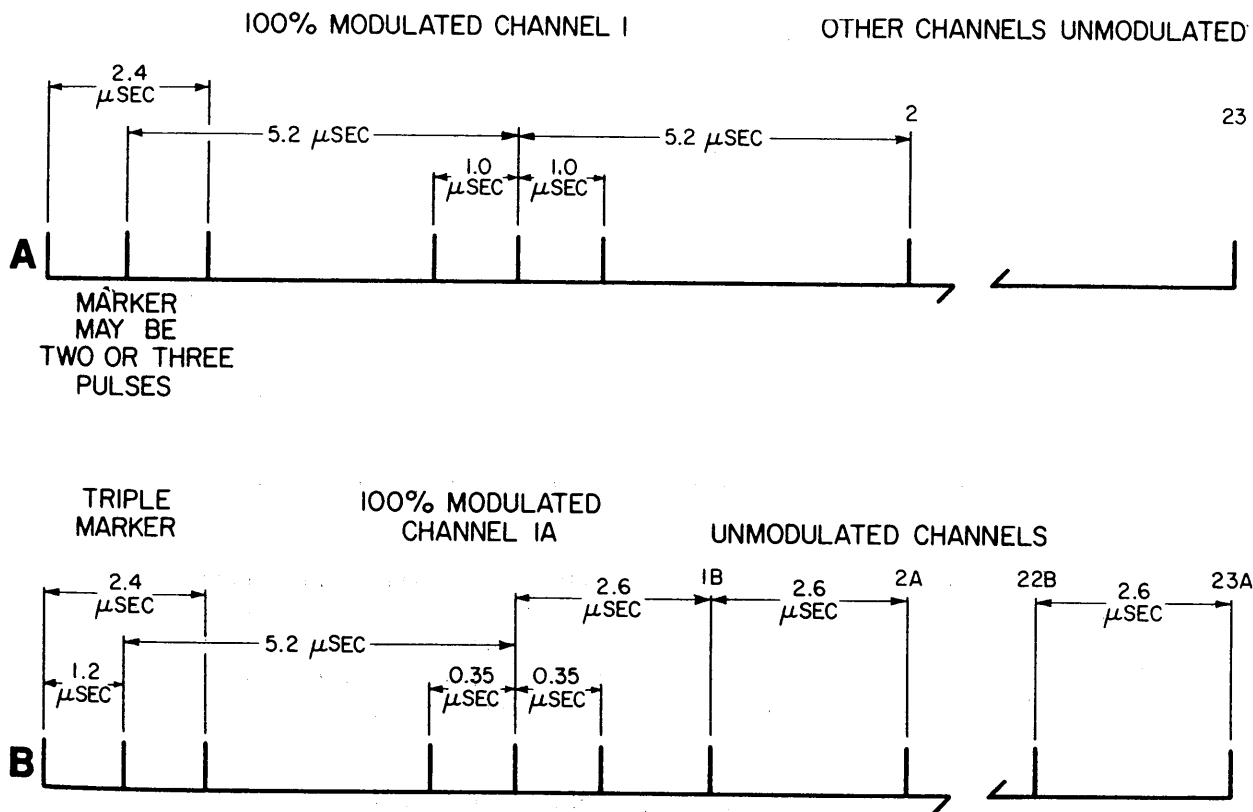 100% MODULATED CHANNEL 1
OTHER CHANNELS UNMODULATED
2.4
μSEC
5.2 μSEC
5.2 μSEC
2
23
1.0
μSEC
1.0
μSEC
A
MARKER
MAY BE
TWO OR THREE
PULSES
TRIPLE
MARKER
100% MODULATED
CHANNEL 1A
UNMODULATED CHANNELS
2.4
μSEC
2.6
μSEC
1B
2.6
μSEC
2A
22B
2.6
μSEC
23A
5.2 μSEC
1.2
μSEC
0.35
μSEC
0.35
μSEC
B